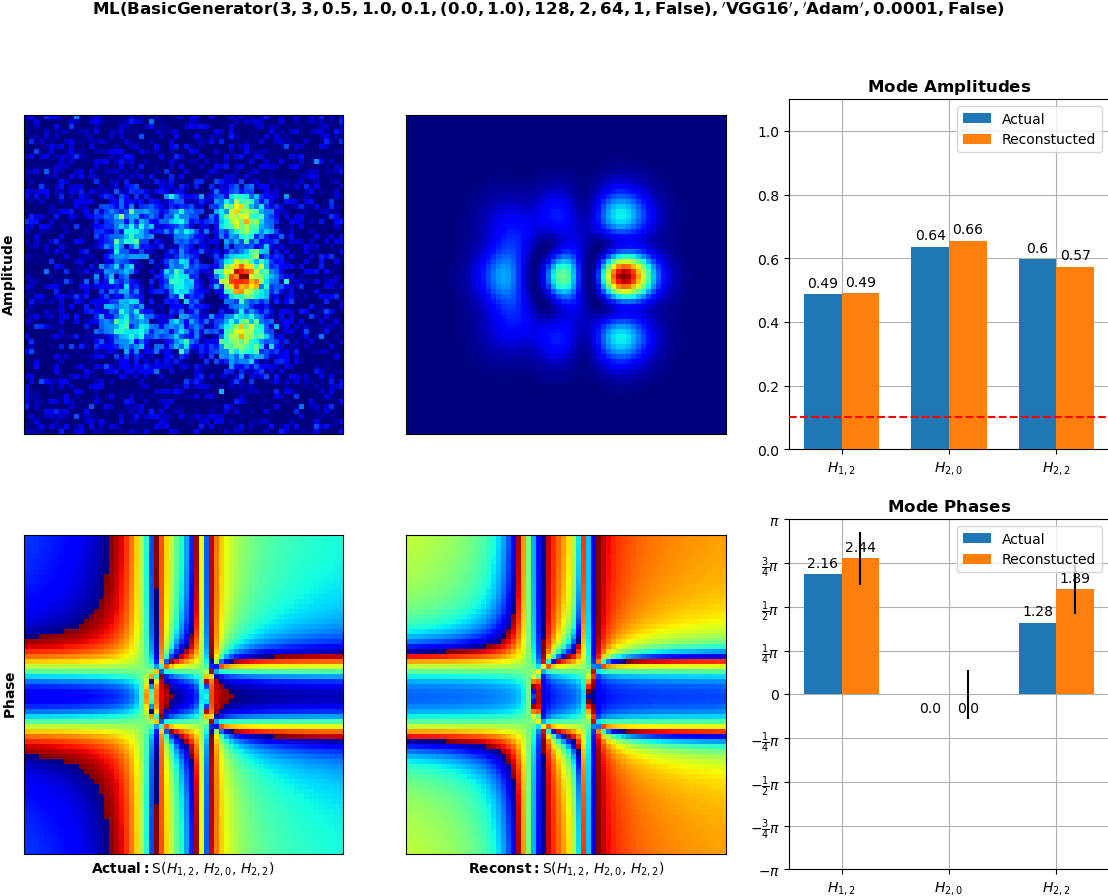 ML(BasicGenerator(3, 3, 0.5, 1.0, 0.1, (0.0, 1.0), 128, 2, 64, 1, False), ′VGG16′, ′Adam′, 0.0001, False)
Amplitude
Mode Amplitudes
Actual
Reconstucted
1.0
0.8
0.6
0.4
0.2
0.0
0.49 0.49
0.64 0.66
0.6 0.57
H1,2 H2,0 H2,2
Phase
Mode Phases
Actual
Reconstucted
π
3/4π
1/2π
1/4π
0
−1/4π
−1/2π
−3/4π
−π
2.16 2.44
0.0 0.0
1.28 1.89
H1,2 H2,0 H2,2
Actual: S(H1,2, H2,0, H2,2)
Reconst: S(H1,2, H2,0, H2,2)